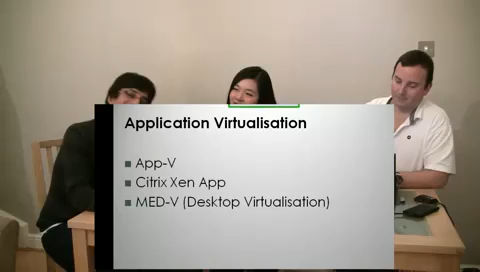 Application Virtualisation
App-V
Citrix Xen App
MED-V (Desktop Virtualisation)